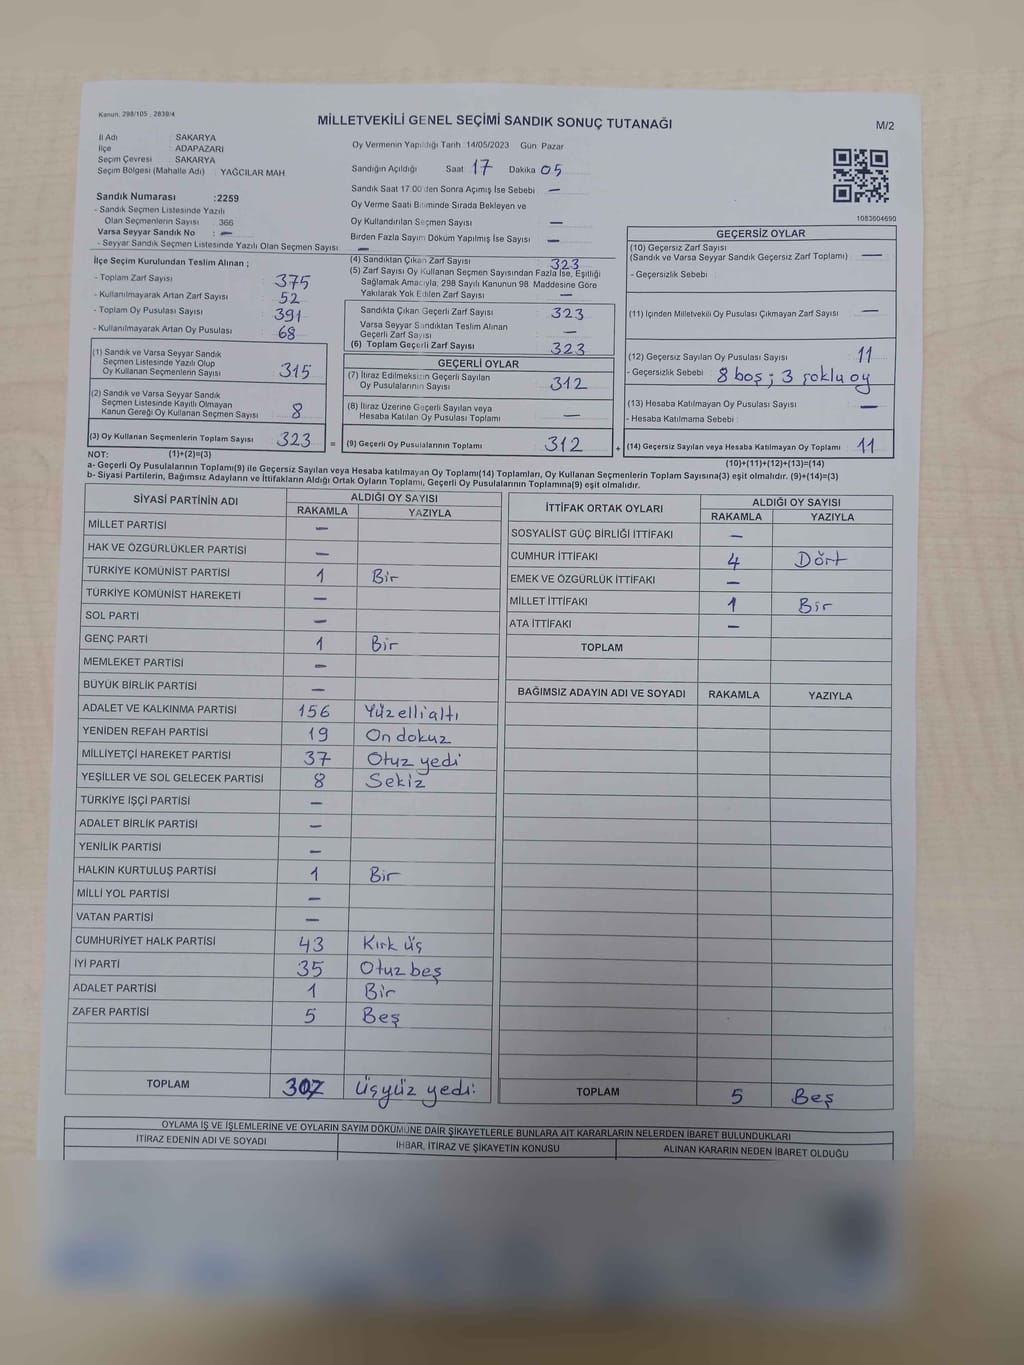 Kanun, 298/105 , 2839/4
MİLLETVEKİLİ GENEL SEÇİMİ SANDIK SONUÇ TUTANAĞI
M/2
İl Adı SAKARYA
İlçe ADAPAZARI
Seçim Çevresi SAKARYA
Seçim Bölgesi (Mahalle Adı) YAĞCILAR MAH.
Oy Vermenin Yapıldığı Tarih :14/05/2023 Gün: Pazar
Sandığın Açıldığı Saat 17 Dakika 05
Sandık Saat 17.00'den Sonra Açımış İse Sebebi —
Oy Verme Saati Bitiminde Sırada Bekleyen ve
Oy Kullandırılan Seçmen Sayısı —
Birden Fazla Sayım Döküm Yapılmış İse Sayısı —
1083604690
Sandık Numarası :2259
- Sandık Seçmen Listesinde Yazılı
Olan Seçmenlerin Sayısı : 366
Varsa Seyyar Sandık No : —
- Seyyar Sandık Seçmen Listesinde Yazılı Olan Seçmen Sayısı : —
İlçe Seçim Kurulundan Teslim Alınan ;
- Toplam Zarf Sayısı 375
- Kullanılmayarak Artan Zarf Sayısı 52
- Toplam Oy Pusulası Sayısı 391
- Kullanılmayarak Artan Oy Pusulası 68
(1) Sandık ve Varsa Seyyar Sandık
Seçmen Listesinde Yazılı Olup
Oy Kullanan Seçmenlerin Sayısı 315
(2) Sandık ve Varsa Seyyar Sandık
Seçmen Listesinde Kayıtlı Olmayan
Kanun Gereği Oy Kullanan Seçmen Sayısı 8
(3) Oy Kullanan Seçmenlerin Toplam Sayısı 323 =
(4) Sandıktan Çıkan Zarf Sayısı 323
(5) Zarf Sayısı Oy Kullanan Seçmen Sayısından Fazla İse, Eşitliği
Sağlamak Amacıyla, 298 Sayılı Kanunun 98. Maddesine Göre
Yakılarak Yok Edilen Zarf Sayısı —
Sandıkta Çıkan Geçerli Zarf Sayısı 323
Varsa Seyyar Sandıktan Teslim Alınan
Geçerli Zarf Sayısı —
(6) Toplam Geçerli Zarf Sayısı 323
GEÇERLİ OYLAR
(7) İtiraz Edilmeksizin Geçerli Sayılan
Oy Pusulalarının Sayısı 312
(8) İtiraz Üzerine Geçerli Sayılan veya
Hesaba Katılan Oy Pusulası Toplamı —
(9) Geçerli Oy Pusulalarının Toplamı 312 +
GEÇERSİZ OYLAR
(10) Geçersiz Zarf Sayısı
(Sandık ve Varsa Seyyar Sandık Geçersiz Zarf Toplamı) —
- Geçersizlik Sebebi :
(11) İçinden Milletvekili Oy Pusulası Çıkmayan Zarf Sayısı —
(12) Geçersiz Sayılan Oy Pusulası Sayısı 11
- Geçersizlik Sebebi : 8 boş ; 3 çoklu oy
(13) Hesaba Katılmayan Oy Pusulası Sayısı —
- Hesaba Katılmama Sebebi :
(14) Geçersiz Sayılan veya Hesaba Katılmayan Oy Toplamı 11
NOT: (1)+(2)=(3)
(10)+(11)+(12)+(13)=(14)
a- Geçerli Oy Pusulalarının Toplamı(9) ile Geçersiz Sayılan veya Hesaba katılmayan Oy Toplamı(14) Toplamları, Oy Kullanan Seçmenlerin Toplam Sayısına(3) eşit olmalıdır. (9)+(14)=(3)
b- Siyasi Partilerin, Bağımsız Adayların ve İttifakların Aldığı Ortak Oyların Toplamı, Geçerli Oy Pusulalarının Toplamına(9) eşit olmalıdır.
SİYASİ PARTİNİN ADI
ALDIĞI OY SAYISI
RAKAMLA YAZIYLA
MİLLET PARTİSİ —
HAK VE ÖZGÜRLÜKLER PARTİSİ —
TÜRKİYE KOMÜNİST PARTİSİ 1 Bir
TÜRKİYE KOMÜNİST HAREKETİ —
SOL PARTİ —
GENÇ PARTİ 1 Bir
MEMLEKET PARTİSİ —
BÜYÜK BİRLİK PARTİSİ —
ADALET VE KALKINMA PARTİSİ 156 Yüzellialtı
YENİDEN REFAH PARTİSİ 19 On dokuz
MİLLİYETÇİ HAREKET PARTİSİ 37 Otuz yedi
YEŞİLLER VE SOL GELECEK PARTİSİ 8 Sekiz
TÜRKİYE İŞÇİ PARTİSİ —
ADALET BİRLİK PARTİSİ —
YENİLİK PARTİSİ —
HALKIN KURTULUŞ PARTİSİ 1 Bir
MİLLİ YOL PARTİSİ —
VATAN PARTİSİ —
CUMHURİYET HALK PARTİSİ 43 Kırk üş
İYİ PARTİ 35 Otuz beş
ADALET PARTİSİ 1 Bir
ZAFER PARTİSİ 5 Beş
TOPLAM 307 Üşyüz yedi
İTTİFAK ORTAK OYLARI
ALDIĞI OY SAYISI
RAKAMLA YAZIYLA
SOSYALİST GÜÇ BİRLİĞİ İTTİFAKI —
CUMHUR İTTİFAKI 4 Dört
EMEK VE ÖZGÜRLÜK İTTİFAKI —
MİLLET İTTİFAKI 1 Bir
ATA İTTİFAKI —
TOPLAM
BAĞIMSIZ ADAYIN ADI VE SOYADI RAKAMLA YAZIYLA
TOPLAM 5 Beş
OYLAMA İŞ VE İŞLEMLERİNE VE OYLARIN SAYIM DÖKÜMÜNE DAİR ŞİKAYETLERLE BUNLARA AİT KARARLARIN NELERDEN İBARET BULUNDUKLARI
İTİRAZ EDENİN ADI VE SOYADI
İHBAR, İTİRAZ VE ŞİKAYETİN KONUSU
ALINAN KARARIN NEDEN İBARET OLDUĞU